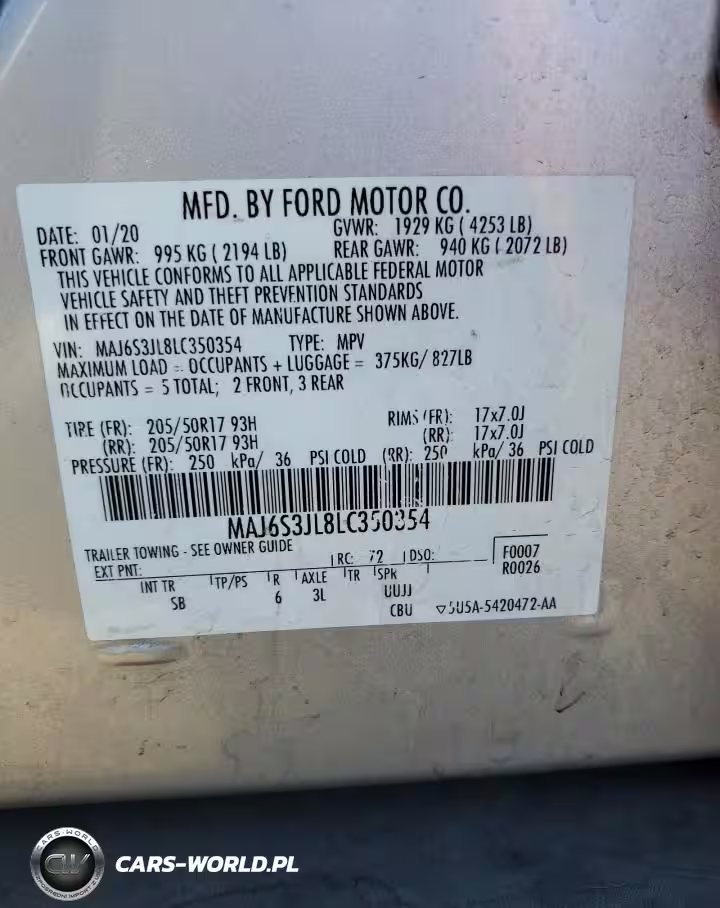 MFD. BY FORD MOTOR CO.
DATE: 01/20 GVWR: 1929 KG ( 4253 LB)
FRONT GAWR: 995 KG ( 2194 LB) REAR GAWR: 940 KG ( 2072 LB)
THIS VEHICLE CONFORMS TO ALL APPLICABLE FEDERAL MOTOR
VEHICLE SAFETY AND THEFT PREVENTION STANDARDS
IN EFFECT ON THE DATE OF MANUFACTURE SHOWN ABOVE.
VIN: MAJ6S3JL8LC350354 TYPE: MPV
MAXIMUM LOAD = OCCUPANTS + LUGGAGE = 375KG/ 827LB
OCCUPANTS = 5 TOTAL; 2 FRONT, 3 REAR
TIRE (FR): 205/50R17 93H RIMS (FR): 17x7.0J
(RR): 205/50R17 93H (RR): 17x7.0J
PRESSURE (FR): 250 kPa/ 36 PSI COLD (RR): 250 kPa/ 36 PSI COLD
MAJ6S3JL8LC350354
TRAILER TOWING - SEE OWNER GUIDE
EXT PNT: RC: 72 DSO: F0007
R0026
INT TR TP/PS R AXLE TR SPR
SB 6 3L UUJJ
CBU 5U5A-5420472-AA
CARS-WORLD
CW
CARS-WORLD.PL